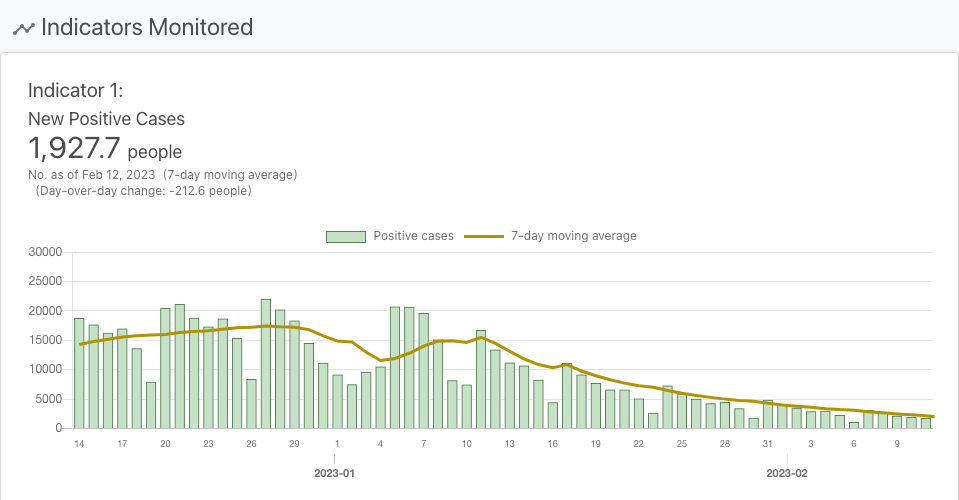 Indicators Monitored
Indicator 1:
New Positive Cases
1,927.7 people
No. as of Feb 12, 2023 (7-day moving average)
(Day-over-day change: -212.6 people)
Positive cases 7-day moving average
30000
25000
20000
15000
10000
5000
0
14 17 20 23 26 29 1 4 7 10 13 16 19 22 25 28 31 3 6 9
2023-01 2023-02